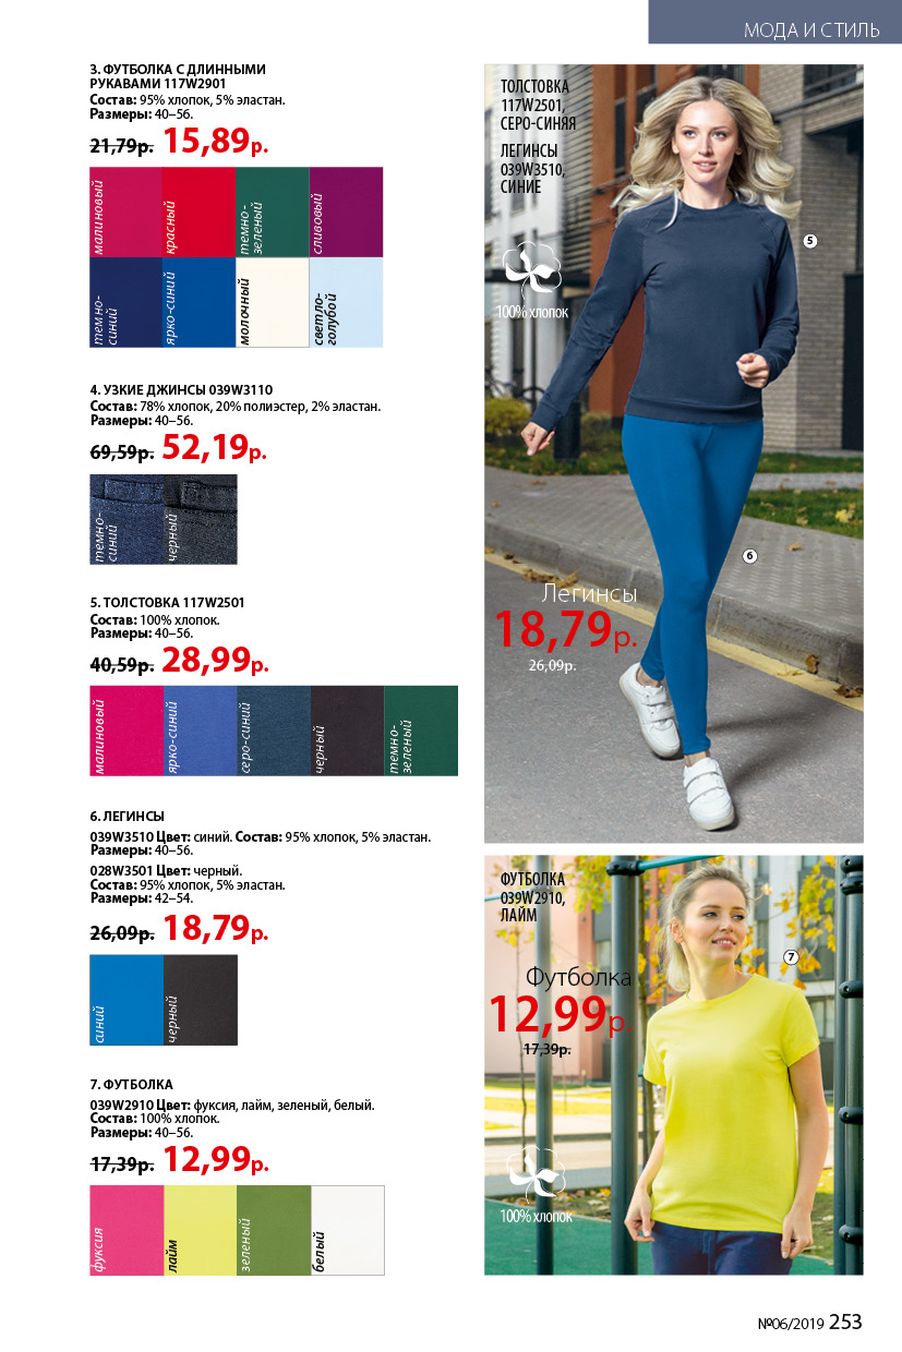 МОДА И СТИЛЬ
3. ФУТБОЛКА С ДЛИННЫМИ
РУКАВАМИ 117W2901
Состав: 95% хлопок, 5% эластан.
Размеры: 40–56.
21,79р. 15,89р.
малиновый
красный
темно-
зеленый
сливовый
темно-
синий
ярко-синий
молочный
светло-
голубой
4. УЗКИЕ ДЖИНСЫ 039W3110
Состав: 78% хлопок, 20% полиэстер, 2% эластан.
Размеры: 40–56.
69,59р. 52,19р.
темно-
синий
черный
5. ТОЛСТОВКА 117W2501
Состав: 100% хлопок.
Размеры: 40–56.
40,59р. 28,99р.
малиновый
ярко-синий
серо-синий
черный
темно-
зеленый
6. ЛЕГИНСЫ
039W3510 Цвет: синий. Состав: 95% хлопок, 5% эластан.
Размеры: 40–56.
028W3501 Цвет: черный.
Состав: 95% хлопок, 5% эластан.
Размеры: 42–54.
26,09р. 18,79р.
синий
черный
7. ФУТБОЛКА
039W2910 Цвет: фуксия, лайм, зеленый, белый.
Состав: 100% хлопок.
Размеры: 40–56.
17,39р. 12,99р.
фуксия
лайм
зеленый
белый
ТОЛСТОВКА
117W2501,
СЕРО-СИНЯЯ
ЛЕГИНСЫ
039W3510,
СИНИЕ
5
100% хлопок
6
Легинсы
18,79р.
26,09р.
ФУТБОЛКА
039W2910,
ЛАЙМ
7
Футболка
12,99р.
17,39р.
100% хлопок
№06/2019 253